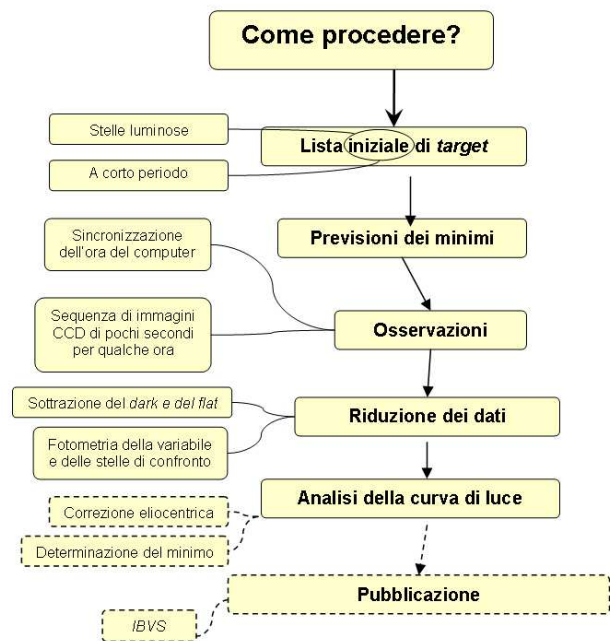 Come procedere?
Stelle luminose
Lista iniziale di target
A corto periodo
Sincronizzazione
dell'ora del computer
Previsioni dei minimi
Sequenza di immagini
CCD di pochi secondi
per qualche ora
Osservazioni
Sottrazione del dark e del flat
Riduzione dei dati
Fotometria della variabile
e delle stelle di confronto
Analisi della curva di luce
Correzione eliocentrica
Determinazione del minimo
Pubblicazione
IBVS